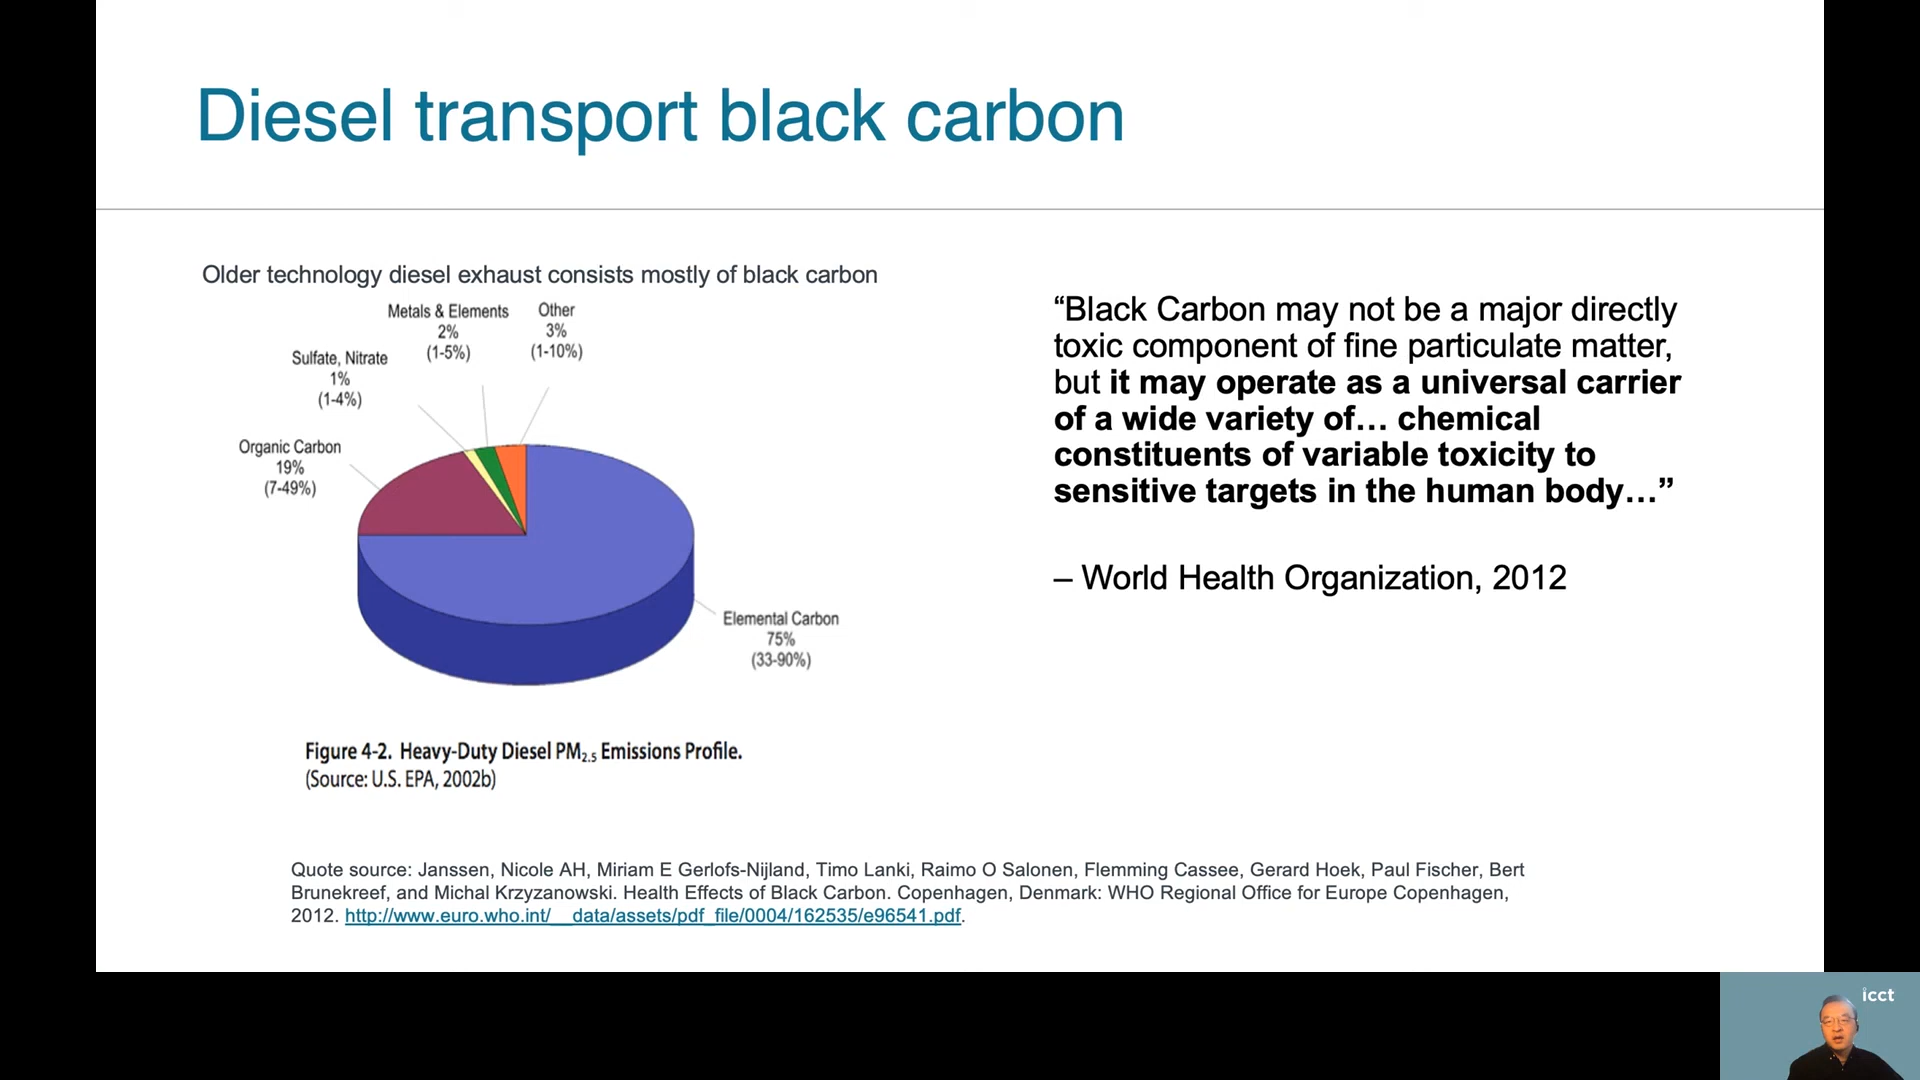 Diesel transport black carbon
Older technology diesel exhaust consists mostly of black carbon
Metals & Elements
2%
(1-5%)
Other
3%
(1-10%)
Sulfate, Nitrate
1%
(1-4%)
Organic Carbon
19%
(7-49%)
Elemental Carbon
75%
(33-90%)
Figure 4-2. Heavy-Duty Diesel PM2.5 Emissions Profile.
(Source: U.S. EPA, 2002b)
“Black Carbon may not be a major directly
toxic component of fine particulate matter,
but it may operate as a universal carrier
of a wide variety of… chemical
constituents of variable toxicity to
sensitive targets in the human body…”
– World Health Organization, 2012
Quote source: Janssen, Nicole AH, Miriam E Gerlofs-Nijland, Timo Lanki, Raimo O Salonen, Flemming Cassee, Gerard Hoek, Paul Fischer, Bert
Brunekreef, and Michal Krzyzanowski. Health Effects of Black Carbon. Copenhagen, Denmark: WHO Regional Office for Europe Copenhagen,
2012. http://www.euro.who.int/__data/assets/pdf_file/0004/162535/e96541.pdf.
icct